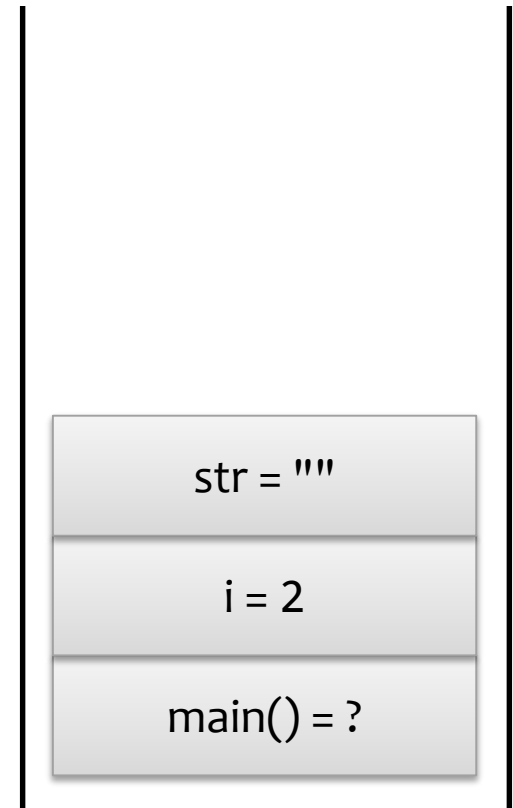 str = ""
i = 2
main() = ?